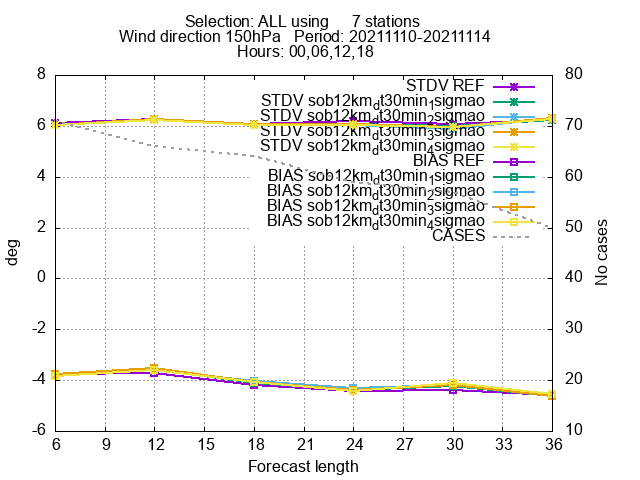 Selection: ALL using 7 stations
Wind direction 150hPa Period: 20211110-20211114
Hours: 00,06,12,18
STDV REF
STDV sob12km_dt30min_1sigmao
STDV sob12km_dt30min_2sigmao
STDV sob12km_dt30min_3sigmao
STDV sob12km_dt30min_4sigmao
BIAS REF
BIAS sob12km_dt30min_1sigmao
BIAS sob12km_dt30min_2sigmao
BIAS sob12km_dt30min_3sigmao
BIAS sob12km_dt30min_4sigmao
CASES
8
6
4
2
0
-2
-4
-6
deg
80
70
60
50
40
30
20
10
No cases
6 9 12 15 18 21 24 27 30 33 36
Forecast length